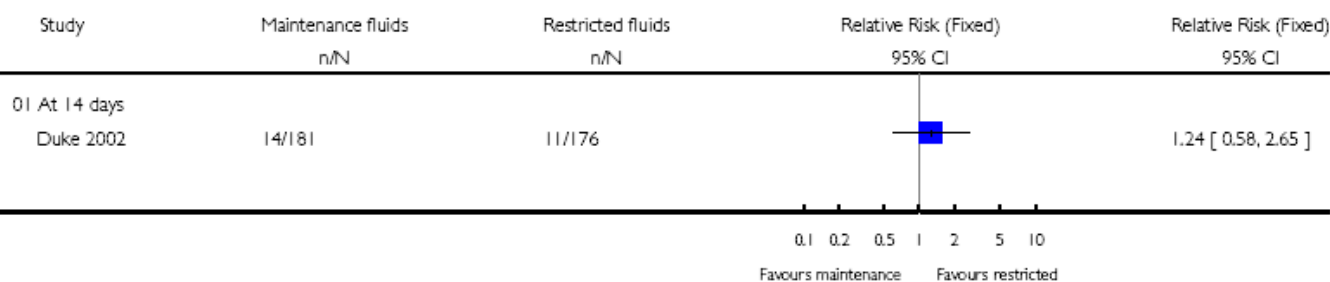 Study Maintenance fluids Restricted fluids Relative Risk (Fixed) Relative Risk (Fixed)
n/N n/N 95% CI 95% CI
01 At 14 days
Duke 2002 14/181 11/176 1.24 [ 0.58, 2.65 ]
0.1 0.2 0.5 1 2 5 10
Favours maintenance Favours restricted